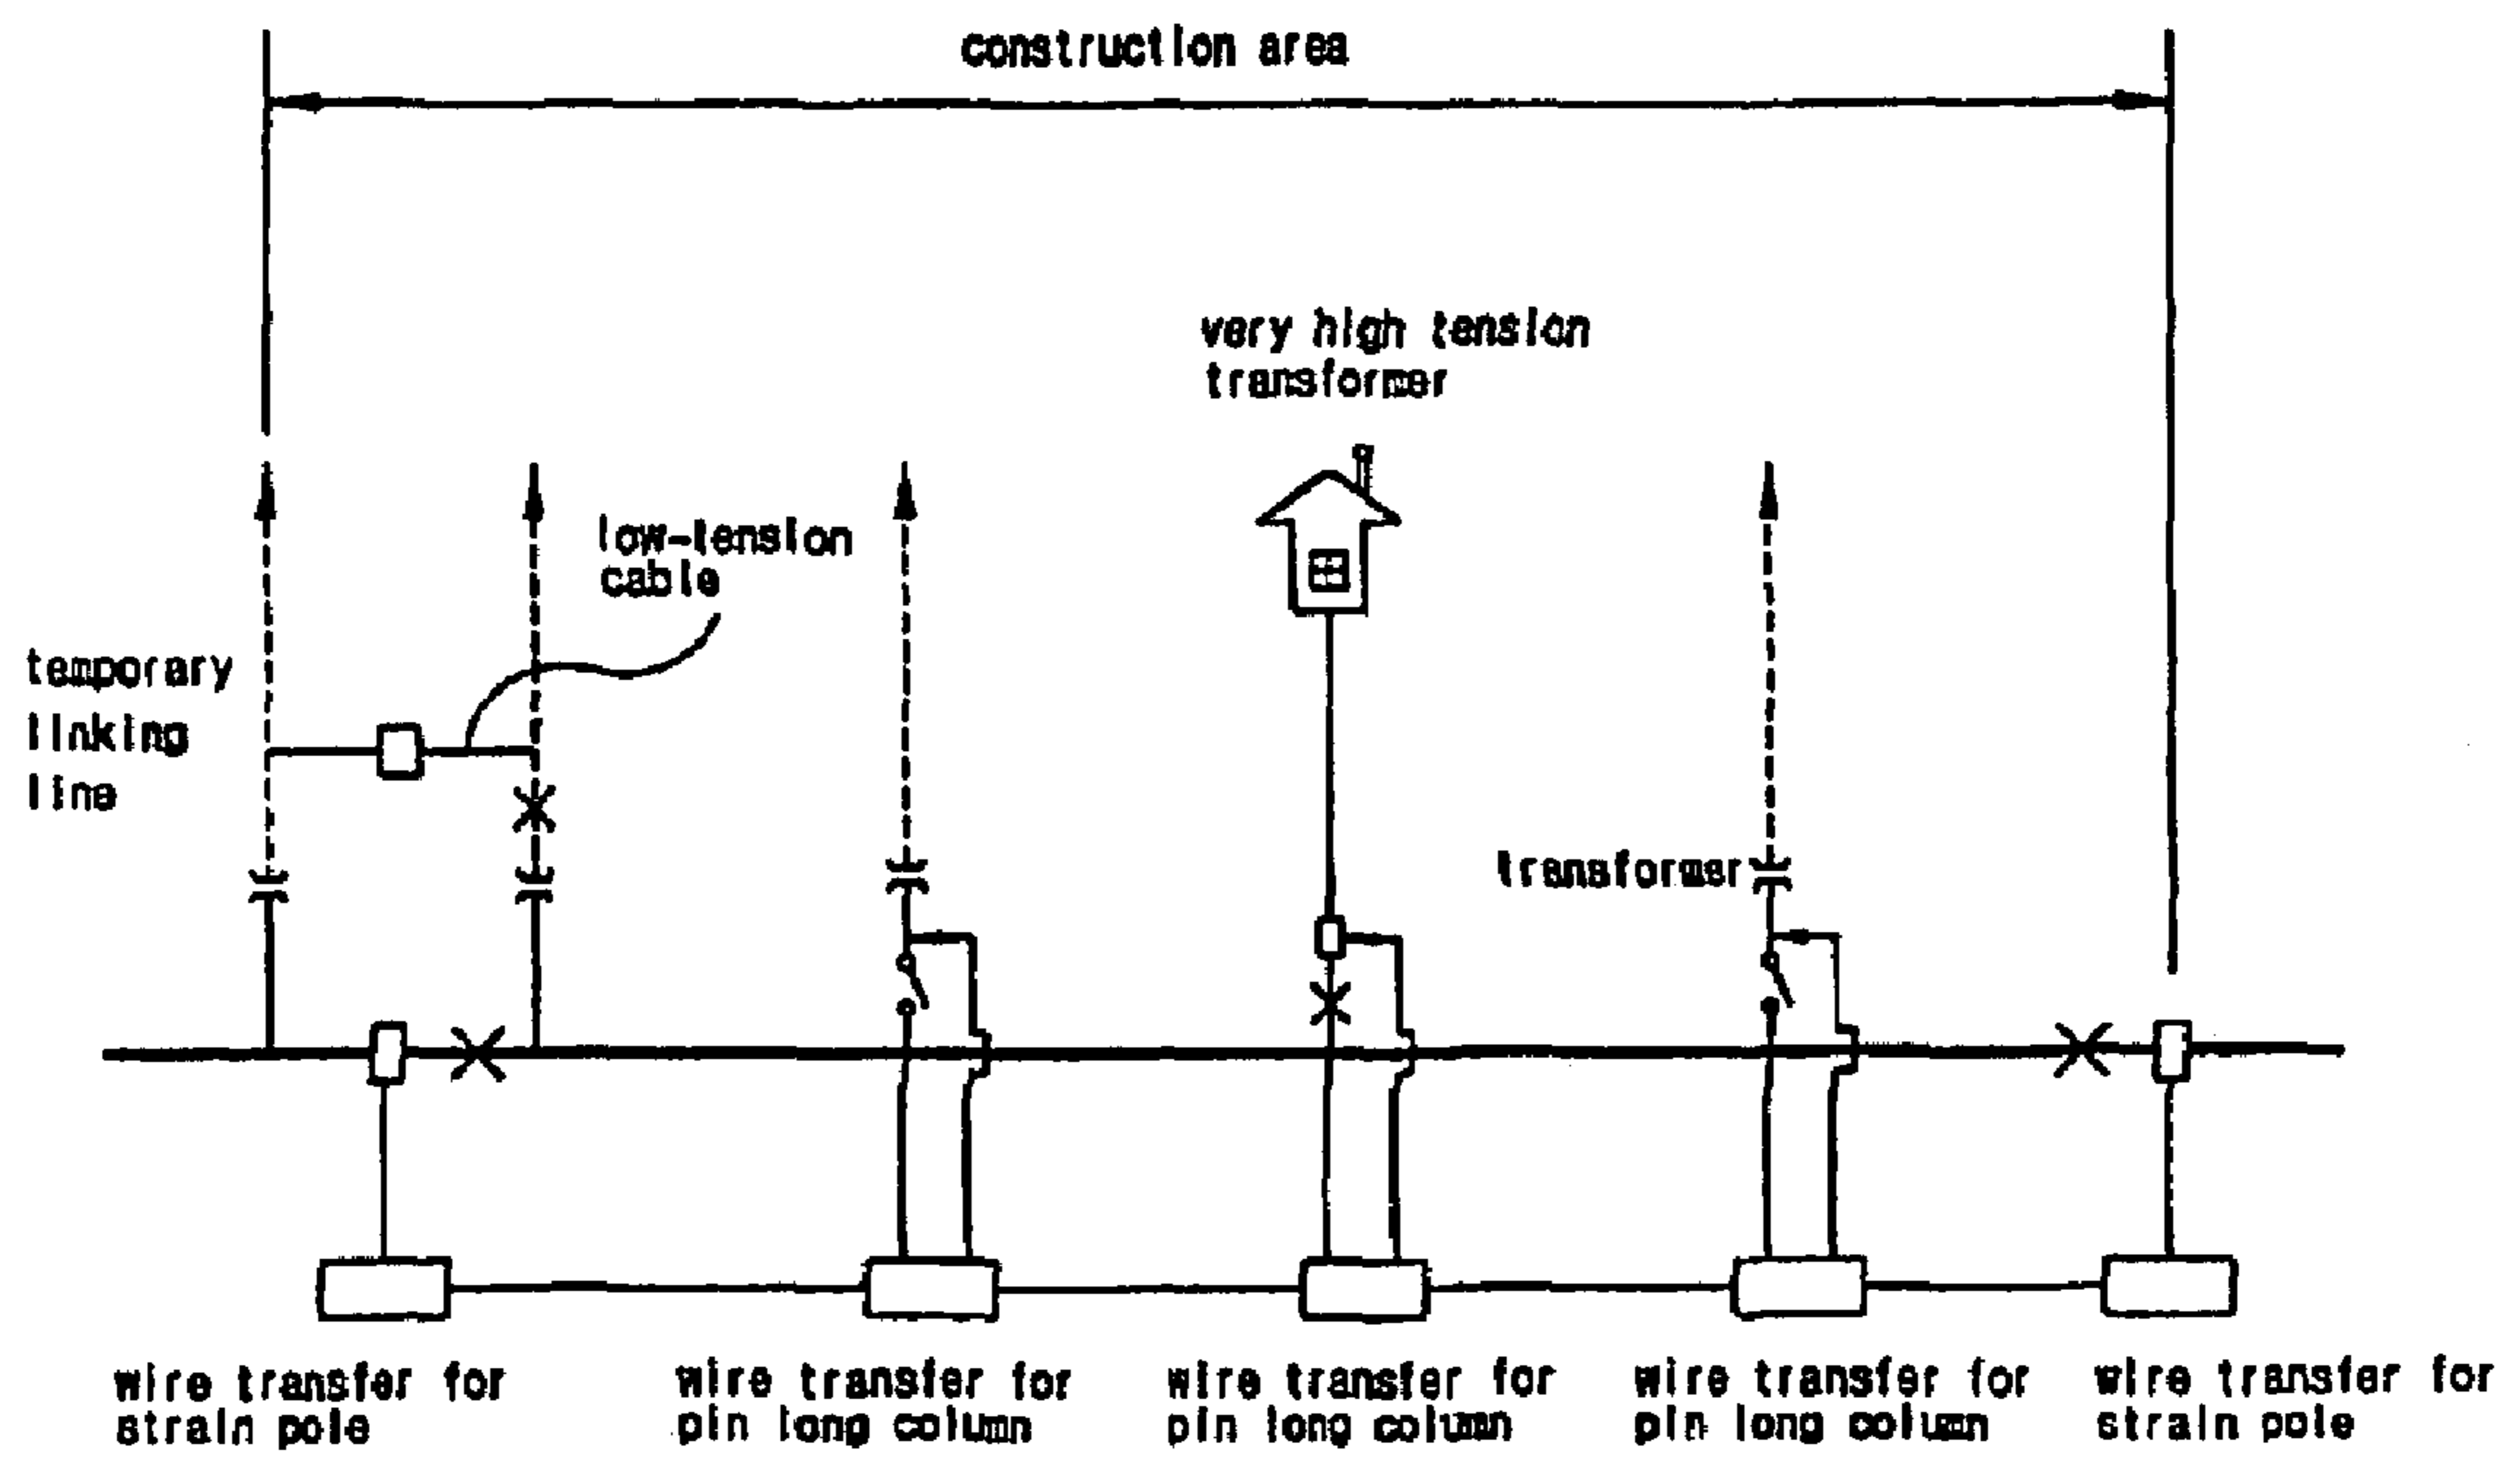 construction area
very high tension
transformer
low-tension
cable
temporary
linking
line
transformer
wire transfer for
strain pole
wire transfer for
pin long column
wire transfer for
pin long column
wire transfer for
pin long column
wire transfer for
strain pole